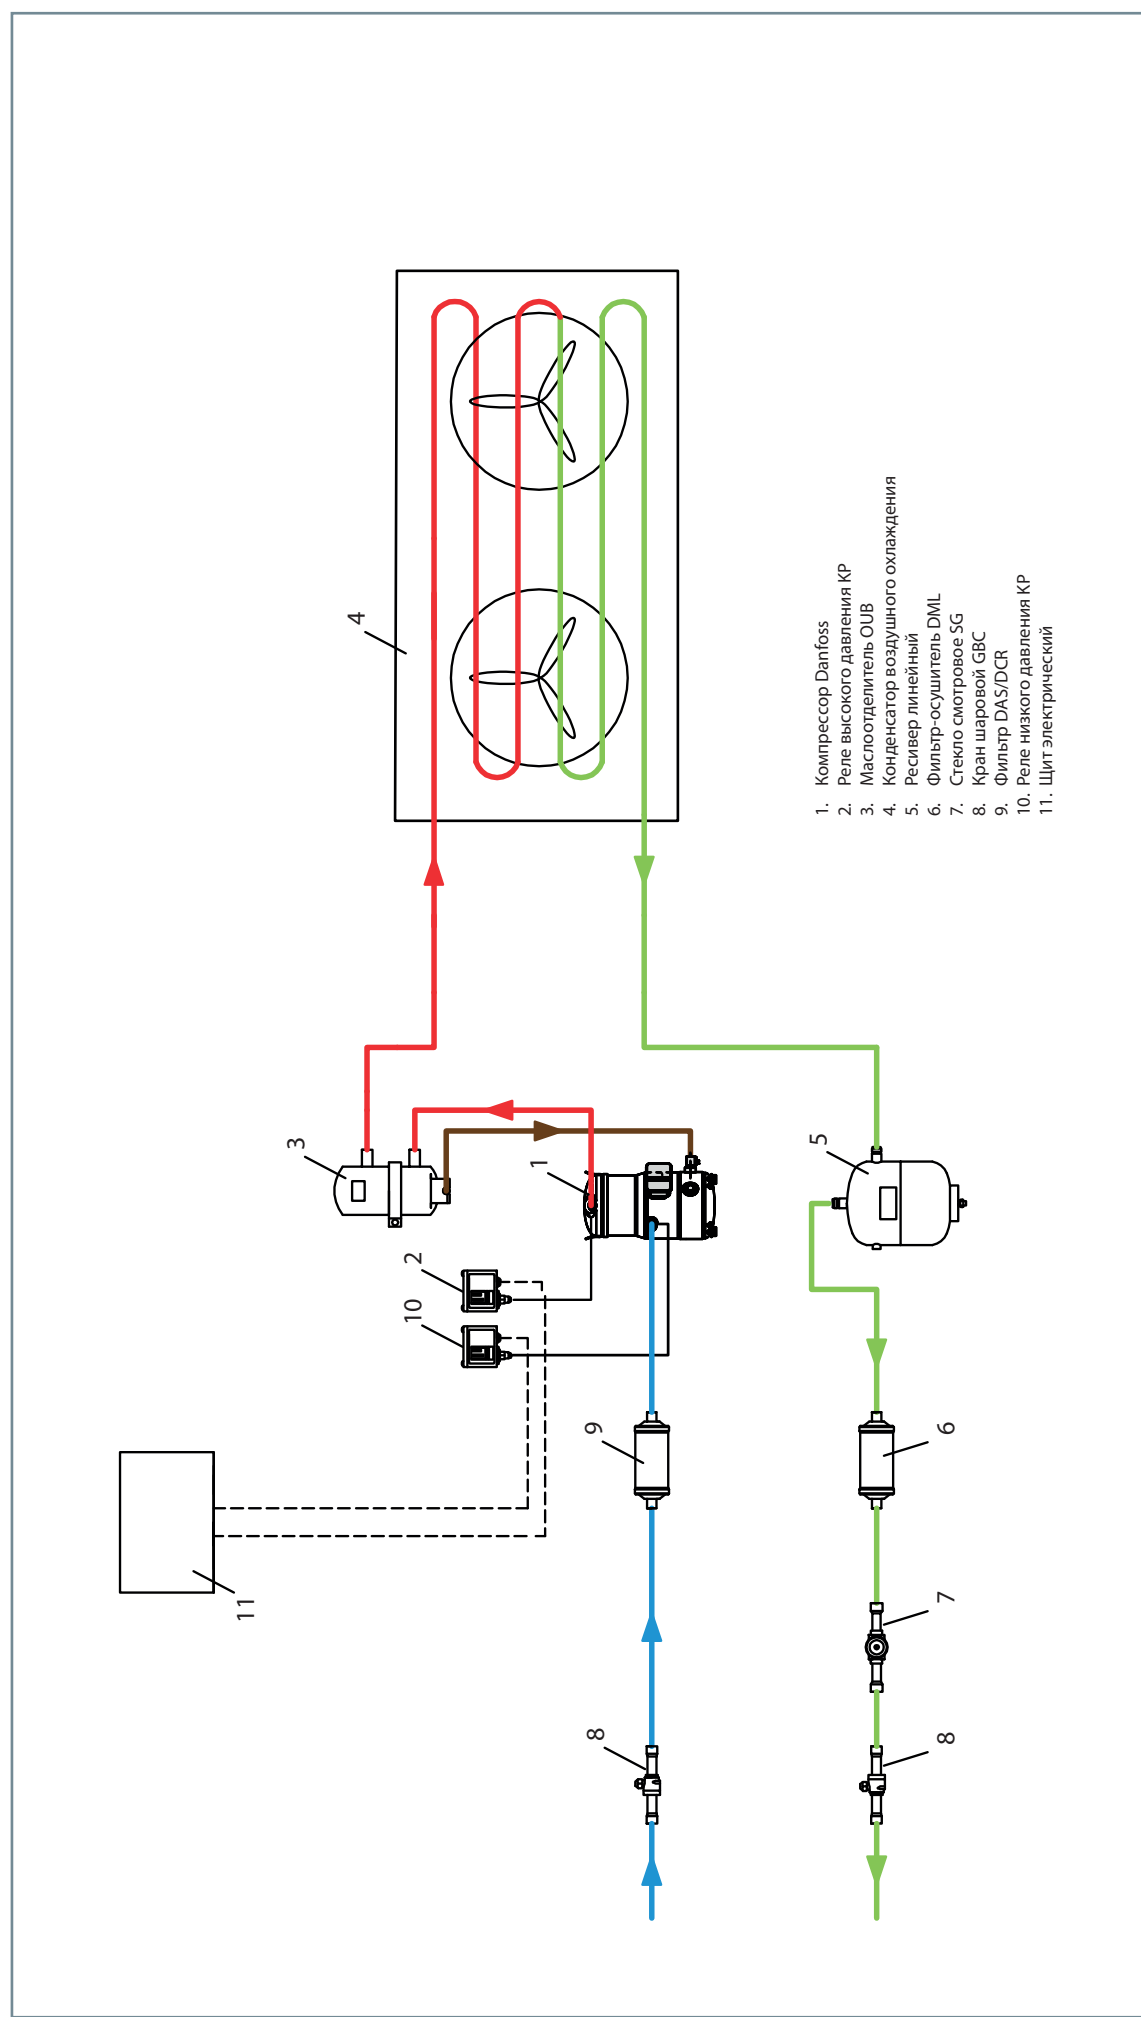 4
3
5
1
2
10
9
6
11
7
8
8
1. Компрессор Danfoss
2. Реле высокого давления KP
3. Маслоотделитель OUB
4. Конденсатор воздушного охлаждения
5. Ресивер линейный
6. Фильтр-осушитель DML
7. Стекло смотровое SG
8. Кран шаровой GBC
9. Фильтр DAS/DCR
10. Реле низкого давления KP
11. Щит электрический